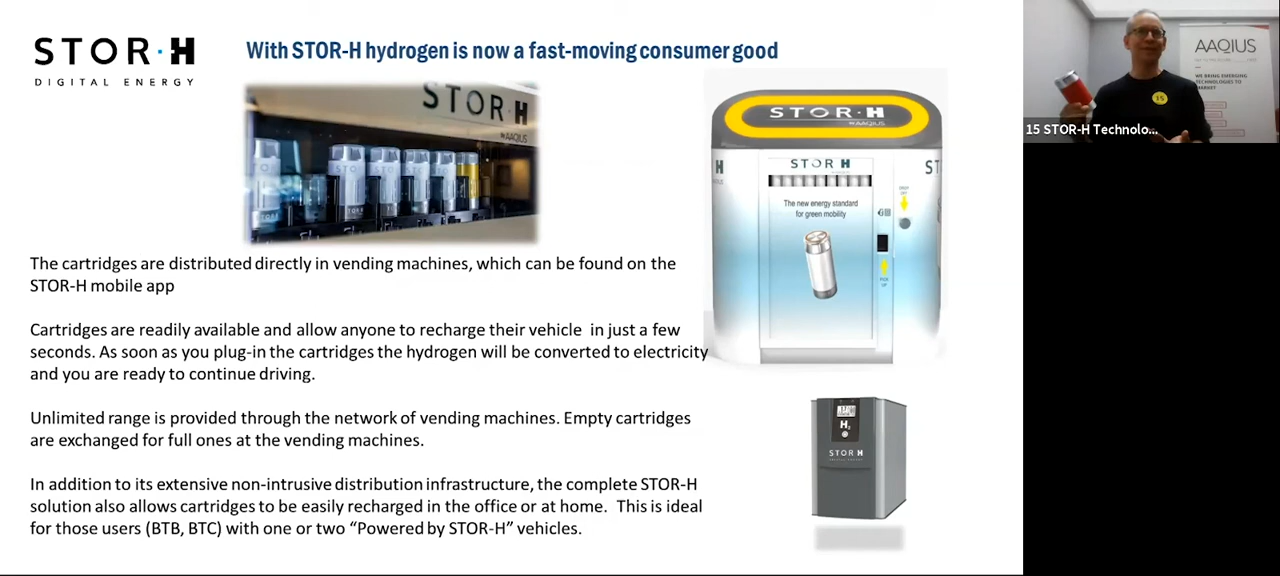 STOR·H
DIGITAL ENERGY
With STOR-H hydrogen is now a fast-moving consumer good
STOR·H
AAQIUS
STOR·H
AAQIUS
STOR H
The new energy standard
for green mobility
H
ST
DROP
OFF
PICK
UP
The cartridges are distributed directly in vending machines, which can be found on the
STOR-H mobile app
Cartridges are readily available and allow anyone to recharge their vehicle in just a few
seconds. As soon as you plug-in the cartridges the hydrogen will be converted to electricity
and you are ready to continue driving.
Unlimited range is provided through the network of vending machines. Empty cartridges
are exchanged for full ones at the vending machines.
In addition to its extensive non-intrusive distribution infrastructure, the complete STOR-H
solution also allows cartridges to be easily recharged in the office or at home. This is ideal
for those users (BTB, BTC) with one or two “Powered by STOR-H” vehicles.
H₂
STOR H
AAQIUS
WE BRING EMERGING
TECHNOLOGIES TO
MARKET
15
15 STOR-H Technolo...